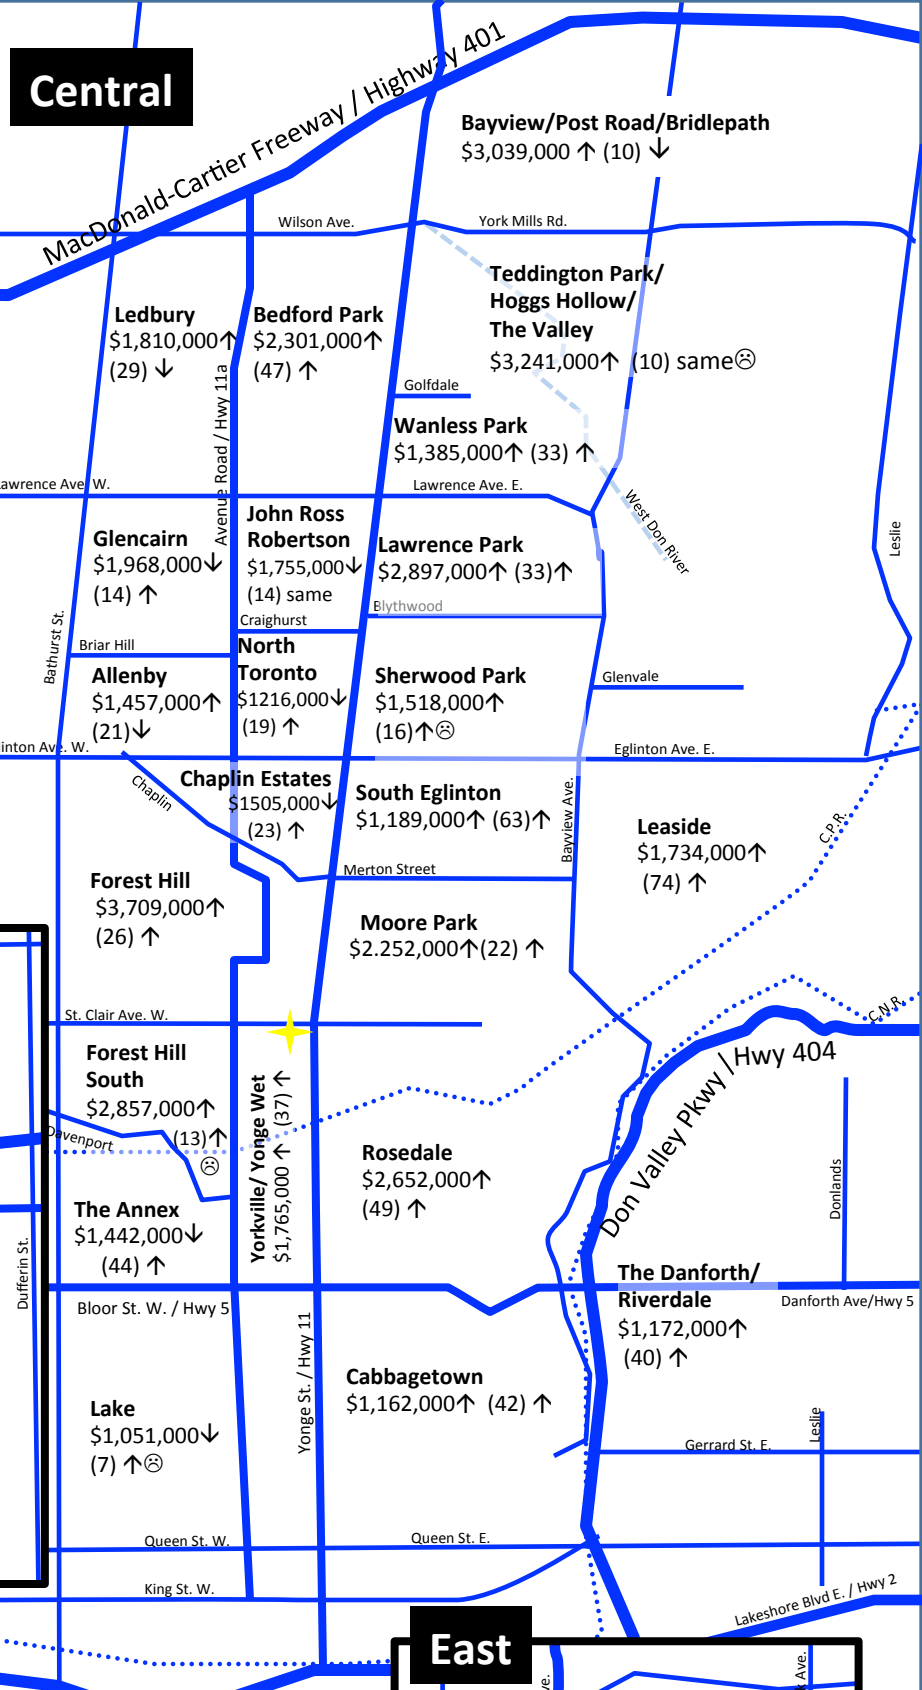 Central
MacDonald-Cartier Freeway / Highway 401
Bayview/Post Road/Bridlepath
$3,039,000 ↑ (10) ↓
Wilson Ave.
York Mills Rd.
Teddington Park/
Hoggs Hollow/
The Valley
$3,241,000↑ (10) same☹
Ledbury
$1,810,000↑
(29) ↓
Bedford Park
$2,301,000↑
(47) ↑
Avenue Road / Hwy 11a
Golfdale
Wanless Park
$1,385,000↑ (33) ↑
Lawrence Ave. E.
awrence Ave. W.
West Don River
Leslie
Glencairn
$1,968,000↓
(14) ↑
John Ross
Robertson
$1,755,000↓
(14) same
Lawrence Park
$2,897,000↑ (33)↑
Blythwood
Craighurst
Bathurst St.
Briar Hill
Allenby
$1,457,000↑
(21)↓
North
Toronto
$1216,000↓
(19) ↑
Sherwood Park
$1,518,000↑
(16)↑☹
Glenvale
inton Ave. W.
Eglinton Ave. E.
Chaplin
Chaplin Estates
$1505,000↓
(23) ↑
South Eglinton
$1,189,000↑ (63)↑
Bayview Ave.
Leaside
$1,734,000↑
(74) ↑
C.P.R.
Merton Street
Forest Hill
$3,709,000↑
(26) ↑
Moore Park
$2.252,000↑(22) ↑
St. Clair Ave. W.
C.N.R.
Don Valley Pkwy / Hwy 404
Forest Hill
South
$2,857,000↑
(13)↑
☹
Davenport
Yorkville/ Yonge Wet
$1,765,000 ↑ (37) ↑
Rosedale
$2,652,000↑
(49) ↑
Donlands
The Annex
$1,442,000↓
(44) ↑
Dufferin St.
Bloor St. W. / Hwy 5
The Danforth/
Riverdale
$1,172,000↑
(40) ↑
Danforth Ave/Hwy 5
Yonge St. / Hwy 11
Cabbagetown
$1,162,000↑ (42) ↑
Lake
$1,051,000↓
(7) ↑☹
Leslie
Gerrard St. E.
Queen St. W.
Queen St. E.
King St. W.
Lakeshore Blvd E. / Hwy 2
East
ve.
k Ave.